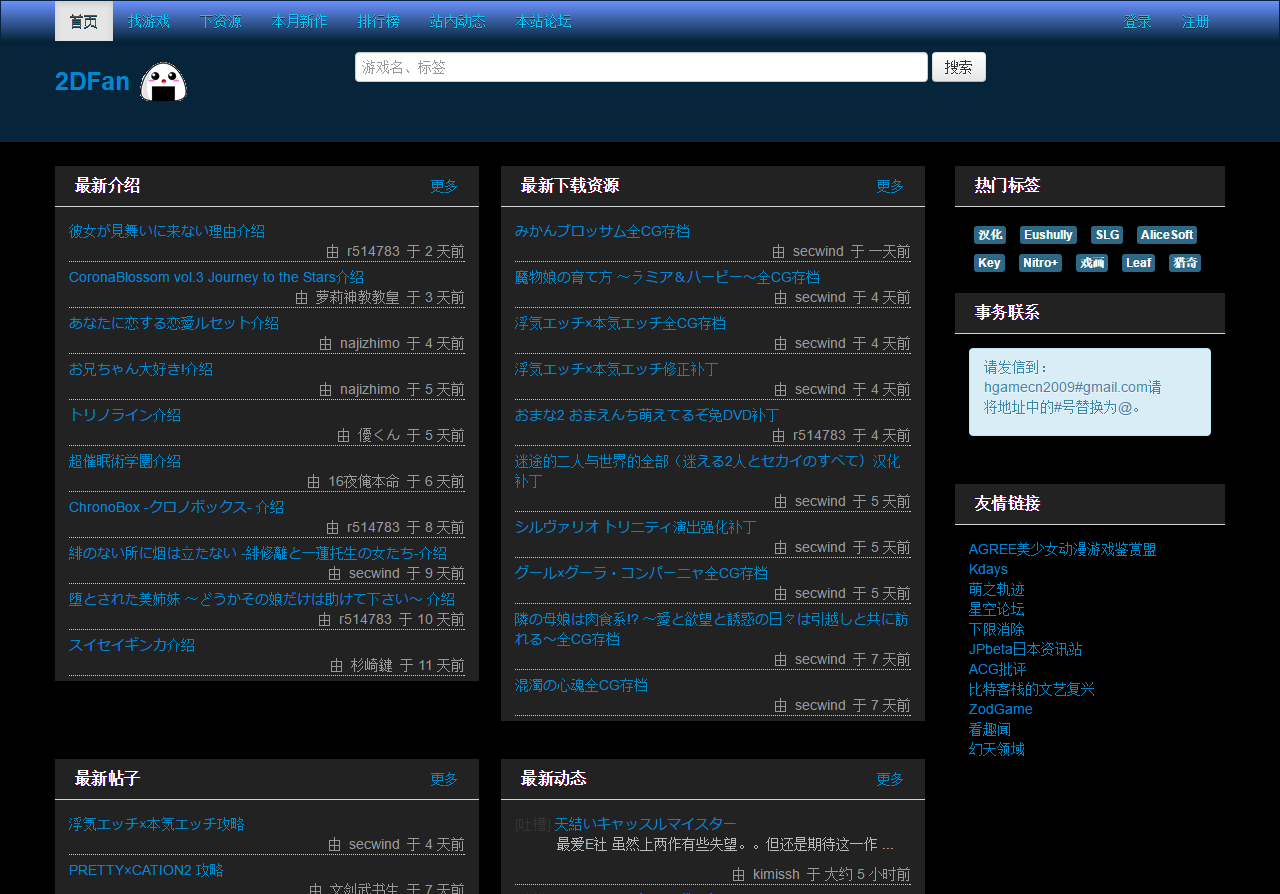 首页 找游戏 下资源 本月新作 排行榜 站内动态 本站论坛 登录 注册
2DFan 游戏名、标签 搜索
最新介绍 更多
彼女が見舞いに来ない理由介绍
由 r514783 于 2 天前
CoronaBlossom vol.3 Journey to the Stars介绍
由 萝莉神教教皇 于 3 天前
あなたに恋する恋愛ルセット介绍
由 najizhimo 于 4 天前
お兄ちゃん大好き!介绍
由 najizhimo 于 5 天前
トリノライン介绍
由 優くん 于 5 天前
超催眠術学園介绍
由 16夜俺本命 于 6 天前
ChronoBox -クロノボックス- 介绍
由 r514783 于 8 天前
緋のない所に烟は立たない -緋修離と一蓮托生の女たち-介绍
由 secwind 于 9 天前
堕とされた美姉妹 ～どうかその娘だけは助けて下さい～ 介绍
由 r514783 于 10 天前
スイセイギンカ介绍
由 杉崎鍵 于 11 天前
最新下载资源 更多
みかんブロッサム全CG存档
由 secwind 于 一天前
魔物娘の育て方 ～ラミア＆ハーピー～全CG存档
由 secwind 于 4 天前
浮気エッチ×本気エッチ全CG存档
由 secwind 于 4 天前
浮気エッチ×本気エッチ修正补丁
由 secwind 于 4 天前
おまな2 おまえんち萌えてるぞ免DVD补丁
由 r514783 于 4 天前
迷途的二人与世界的全部（迷える2人とセカイのすべて）汉化
补丁
由 secwind 于 5 天前
シルヴァリオ トリニティ演出强化补丁
由 secwind 于 5 天前
グール×グーラ・コンパーニャ全CG存档
由 secwind 于 5 天前
隣の母娘は肉食系!? ～愛と欲望と誘惑の日々は引越しと共に訪
れる～全CG存档
由 secwind 于 7 天前
混濁の心魂全CG存档
由 secwind 于 7 天前
热门标签
汉化 Eushully SLG AliceSoft
Key Nitro+ 戏画 Leaf 猎奇
事务联系
请发信到：
hgamecn2009#gmail.com请
将地址中的#号替换为@。
友情链接
AGREE美少女动漫游戏鉴赏盟
Kdays
萌之轨迹
星空论坛
下限消除
JPbeta日本资讯站
ACG批评
比特客栈的文艺复兴
ZodGame
看趣闻
幻天领域
最新帖子 更多
浮気エッチ×本気エッチ攻略
由 secwind 于 4 天前
PRETTY×CATION2 攻略
由 文剑武书生 于 7 天前
最新动态 更多
[吐槽] 天結いキャッスルマイスター
最爱E社 虽然上两作有些失望。。但还是期待这一作 ...
由 kimissh 于 大约 5 小时前